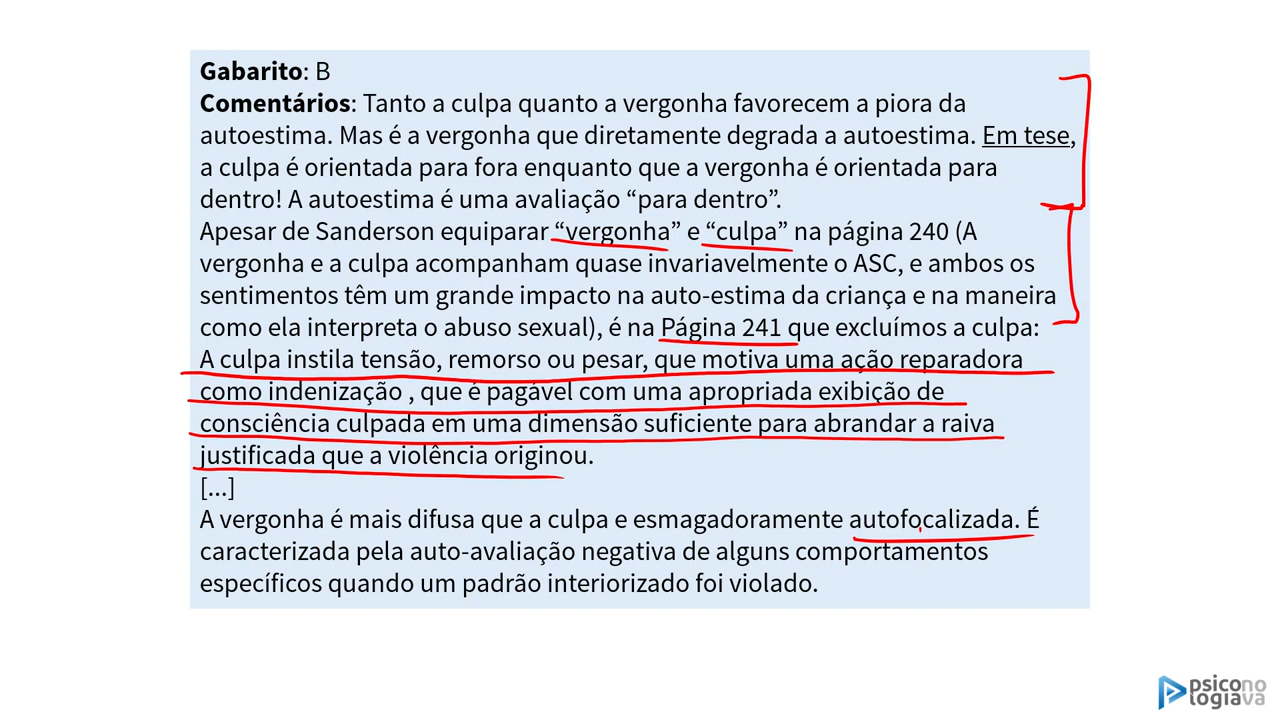 Gabarito: B
Comentários: Tanto a culpa quanto a vergonha favorecem a piora da
autoestima. Mas é a vergonha que diretamente degrada a autoestima. Em tese,
a culpa é orientada para fora enquanto que a vergonha é orientada para
dentro! A autoestima é uma avaliação “para dentro”.
Apesar de Sanderson equiparar “vergonha” e “culpa” na página 240 (A
vergonha e a culpa acompanham quase invariavelmente o ASC, e ambos os
sentimentos têm um grande impacto na auto-estima da criança e na maneira
como ela interpreta o abuso sexual), é na Página 241 que excluímos a culpa:
A culpa instila tensão, remorso ou pesar, que motiva uma ação reparadora
como indenização , que é pagável com uma apropriada exibição de
consciência culpada em uma dimensão suficiente para abrandar a raiva
justificada que a violência originou.
[...]
A vergonha é mais difusa que a culpa e esmagadoramente autofocalizada. É
caracterizada pela auto-avaliação negativa de alguns comportamentos
específicos quando um padrão interiorizado foi violado.
psicono
logiava